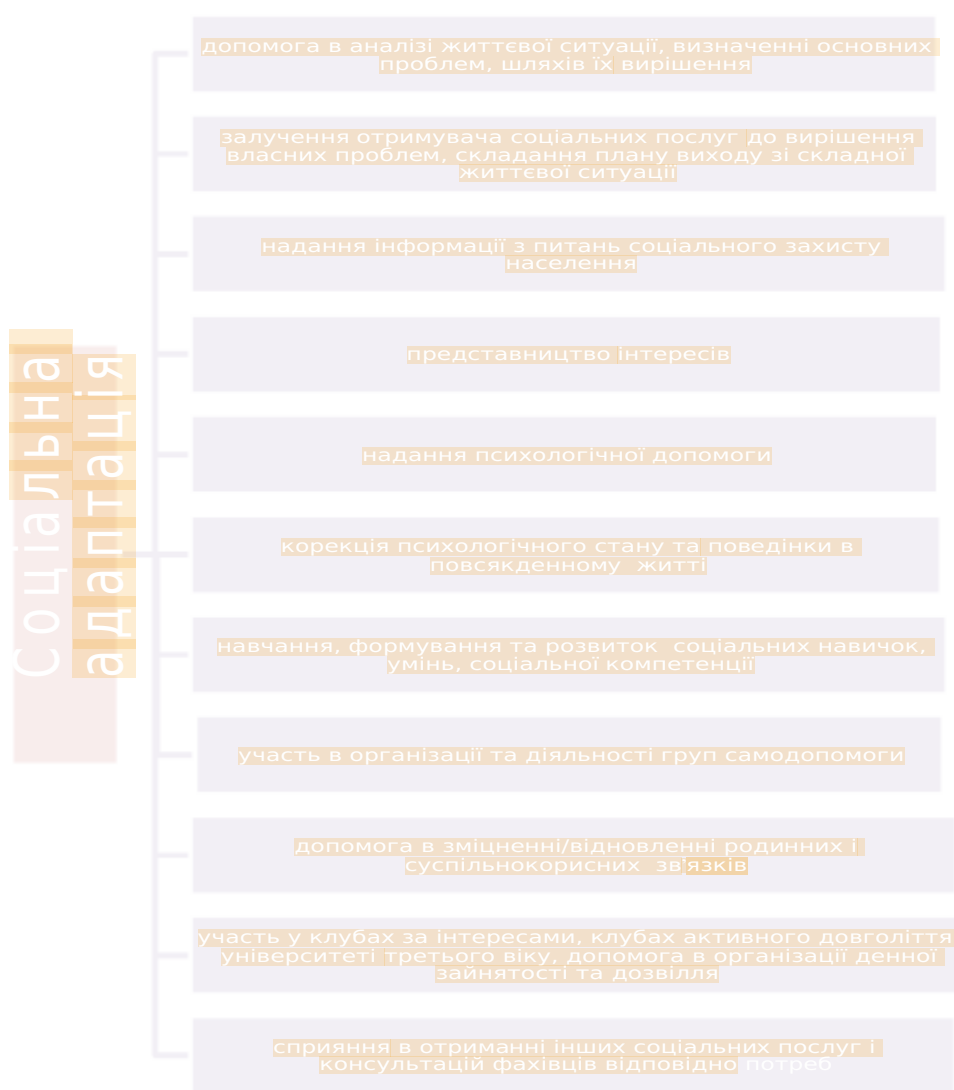 Соціальна
адаптація
допомога в аналізі життєвої ситуації, визначенні основних
проблем, шляхів їх вирішення
залучення отримувача соціальних послуг до вирішення
власних проблем, складання плану виходу зі складної
життєвої ситуації
надання інформації з питань соціального захисту
населення
представництво інтересів
надання психологічної допомоги
корекція психологічного стану та поведінки в
повсякденному  житті
навчання, формування та розвиток  соціальних навичок,
умінь, соціальної компетенції
участь в організації та діяльності груп самодопомоги
допомога в зміцненні/відновленні родинних і
суспільнокорисних  зв'язків
участь у клубах за інтересами, клубах активного довголіття
університеті третього віку, допомога в організації денної
зайнятості та дозвілля
сприяння в отриманні інших соціальних послуг і
консультацій фахівців відповідно потреб